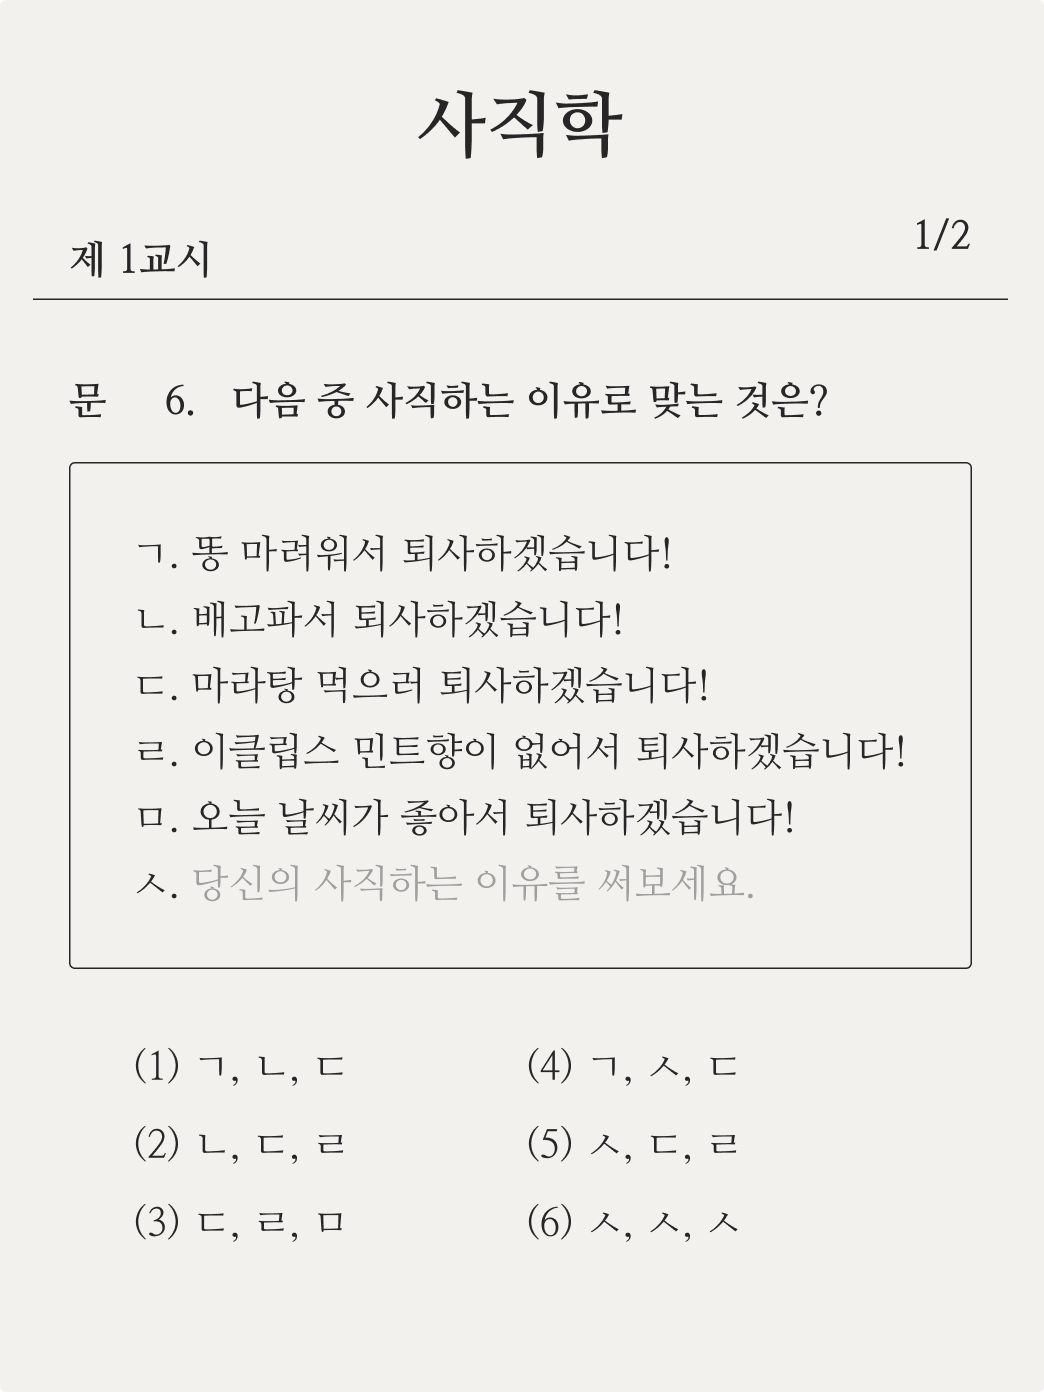 사직학
1/2
제 1교시
문 6. 다음 중 사직하는 이유로 맞는 것은?
ㄱ. 똥 마려워서 퇴사하겠습니다!
ㄴ. 배고파서 퇴사하겠습니다!
ㄷ. 마라탕 먹으러 퇴사하겠습니다!
ㄹ. 이클립스 민트향이 없어서 퇴사하겠습니다!
ㅁ. 오늘 날씨가 좋아서 퇴사하겠습니다!
ㅅ. 당신의 사직하는 이유를 써보세요.
(1) ㄱ, ㄴ, ㄷ
(2) ㄴ, ㄷ, ㄹ
(3) ㄷ, ㄹ, ㅁ
(4) ㄱ, ㅅ, ㄷ
(5) ㅅ, ㄷ, ㄹ
(6) ㅅ, ㅅ, ㅅ